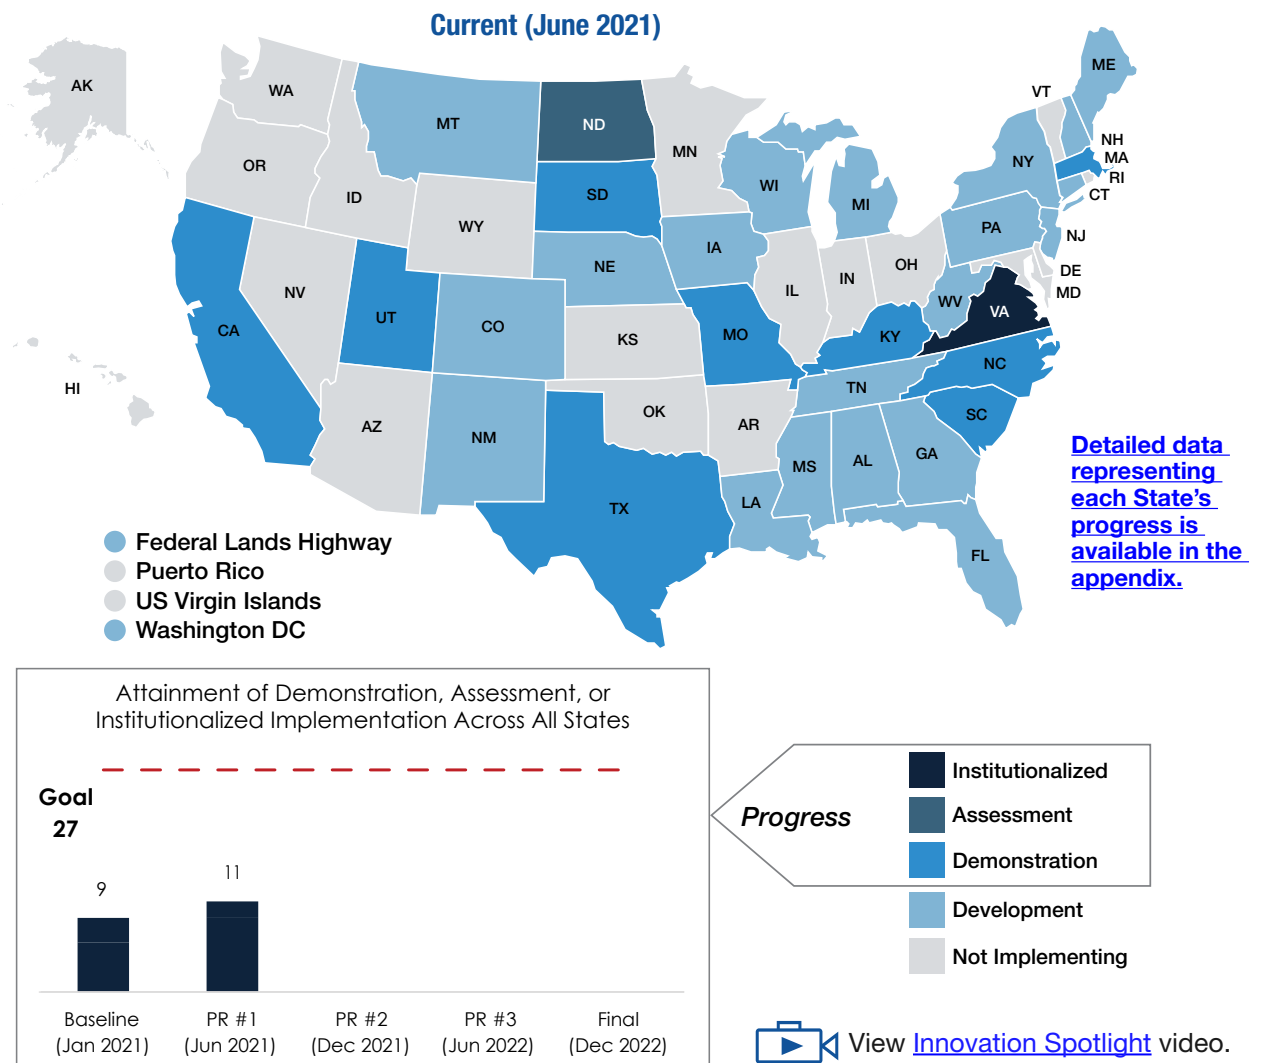 Current (June 2021)
AK
WA
MT
ND
MN
VT
ME
OR
ID
WY
SD
WI
MI
NY
NH
MA
RI
CT
NE
IA
PA
NJ
NV
UT
CO
KS
MO
IL
IN
OH
WV
VA
DE
MD
CA
KY
HI
AZ
NM
OK
AR
TN
NC
SC
TX
LA
MS
AL
GA
FL
Detailed data
representing
each State's
progress is
available in the
appendix.
Federal Lands Highway
Puerto Rico
US Virgin Islands
Washington DC
Attainment of Demonstration, Assessment, or
Institutionalized Implementation Across All States
Goal
27
9
11
Baseline
(Jan 2021)
PR #1
(Jun 2021)
PR #2
(Dec 2021)
PR #3
(Jun 2022)
Final
(Dec 2022)
Progress
Institutionalized
Assessment
Demonstration
Development
Not Implementing
View Innovation Spotlight video.